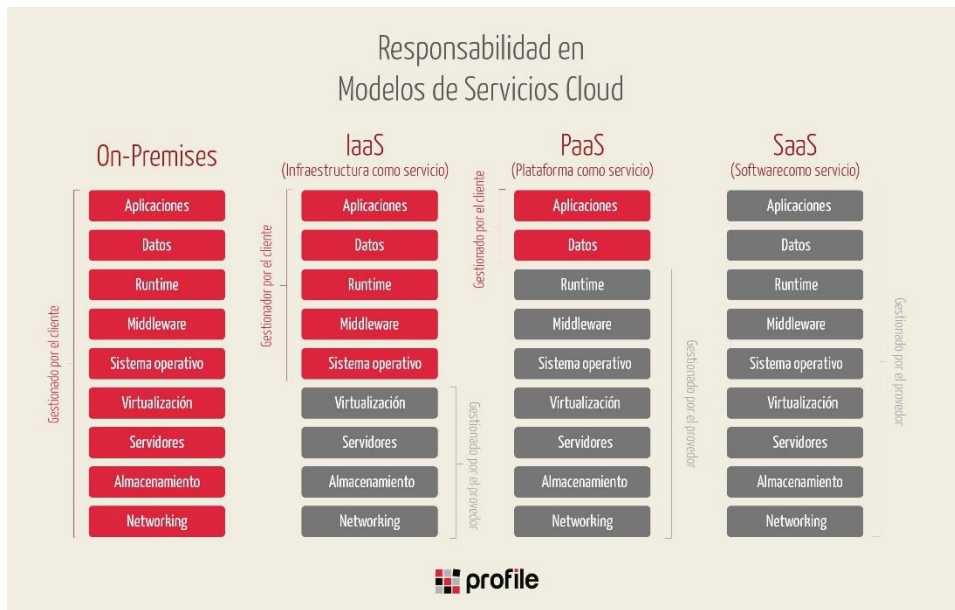 Responsabilidad en
Modelos de Servicios Cloud
On-Premises
Gestionado por el cliente
Aplicaciones
Datos
Runtime
Middleware
Sistema operativo
Virtualización
Servidores
Almacenamiento
Networking
IaaS
(Infraestructura como servicio)
Gestionador por el cliente
Aplicaciones
Datos
Runtime
Middleware
Sistema operativo
Virtualización
Servidores
Almacenamiento
Networking
Gestionado por el provedor
PaaS
(Plataforma como servicio)
Gestionado por el cliente
Aplicaciones
Datos
Runtime
Middleware
Sistema operativo
Virtualización
Servidores
Almacenamiento
Networking
Gestionado por el provedor
SaaS
(Softwarecomo servicio)
Aplicaciones
Datos
Runtime
Middleware
Sistema operativo
Virtualización
Servidores
Almacenamiento
Networking
Gestionado por el provedor
profile